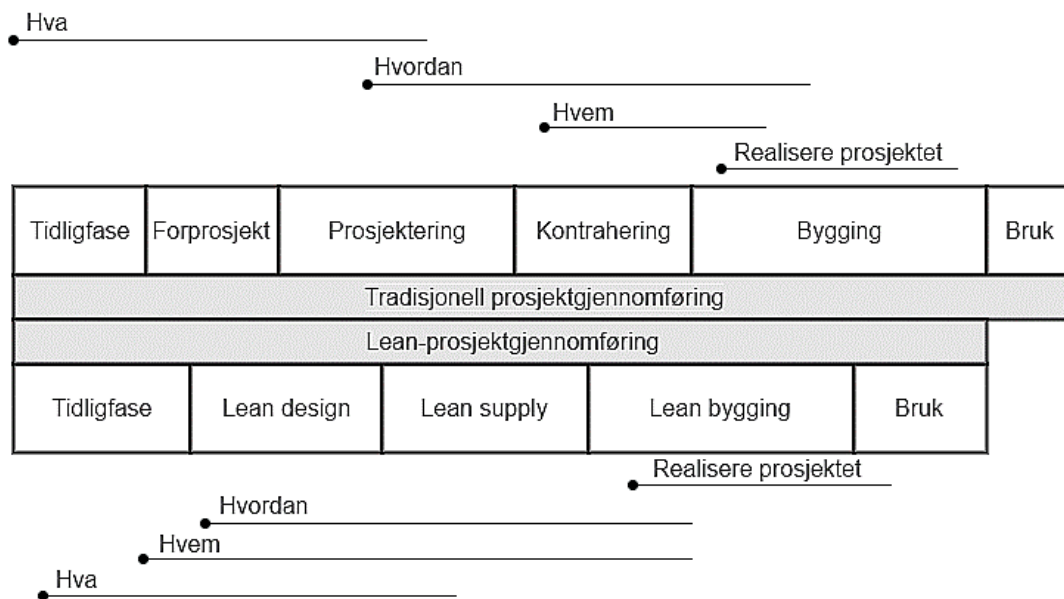 Hva
Hvordan
Hvem
Realisere prosjektet
Tidligfase Forprosjekt Prosjektering Kontrahering Bygging Bruk
Tradisjonell prosjektgjennomføring
Lean-prosjektgjennomføring
Tidligfase Lean design Lean supply Lean bygging Bruk
Realisere prosjektet
Hvordan
Hvem
Hva